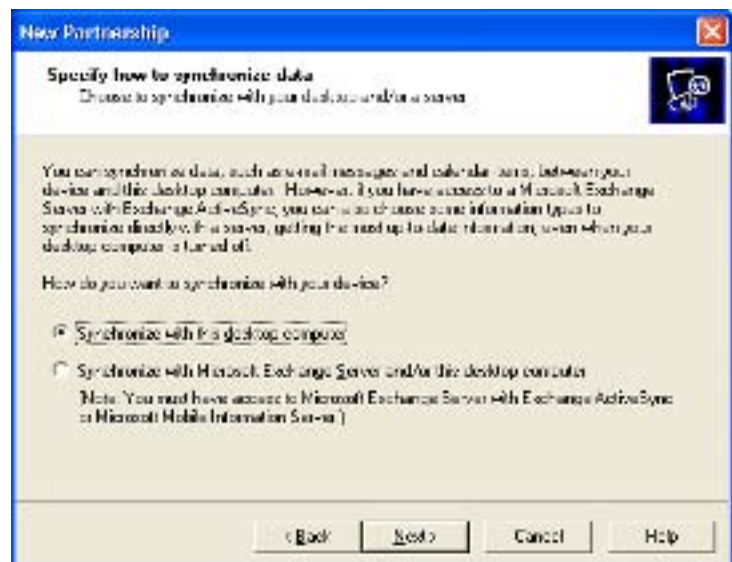 New Partnership
Specify how to synchronize data
Choose to synchronize with your desktop and/or a server
You can synchronize data, such as e-mail messages and calendar items, between your
device and this desktop computer. However, if you have access to a Microsoft Exchange
Server with Exchange ActiveSync, you can also choose some information types to
synchronize directly with a server, getting the most up to date information, even when your
desktop computer is turned off.
How do you want to synchronize with your device?
Synchronize with this desktop computer
Synchronize with Microsoft Exchange Server and/or this desktop computer
(Note: You must have access to Microsoft Exchange Server with Exchange ActiveSync
or Microsoft Mobile Information Server.)
< Back
Next >
Cancel
Help